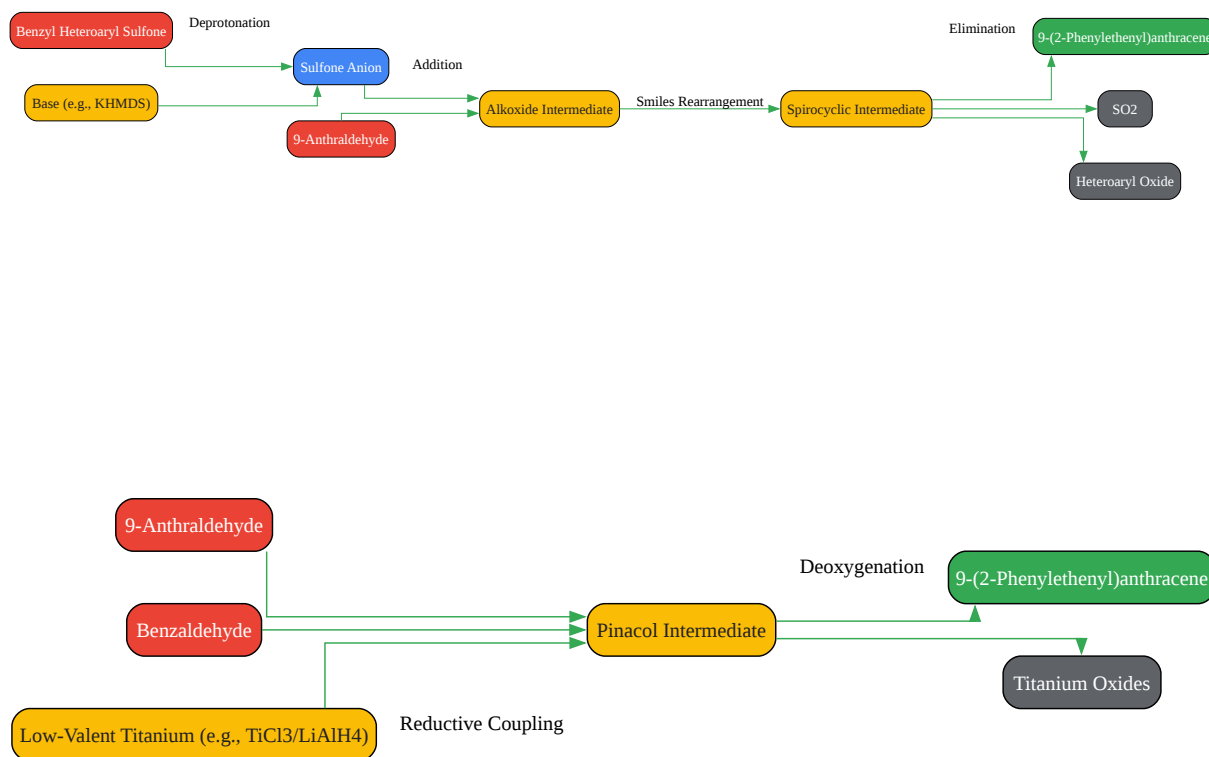 Benzyl Heteroaryl Sulfone
Deprotonation
Elimination
9-(2-Phenylethenyl)anthracene
Sulfone Anion
Addition
Base (e.g., KHMDS)
Alkoxide Intermediate
Smiles Rearrangement
Spirocyclic Intermediate
SO2
9-Anthraldehyde
Heteroaryl Oxide
9-Anthraldehyde
Deoxygenation
9-(2-Phenylethenyl)anthracene
Benzaldehyde
Pinacol Intermediate
Titanium Oxides
Low-Valent Titanium (e.g., TiCl3/LiAlH4)
Reductive Coupling